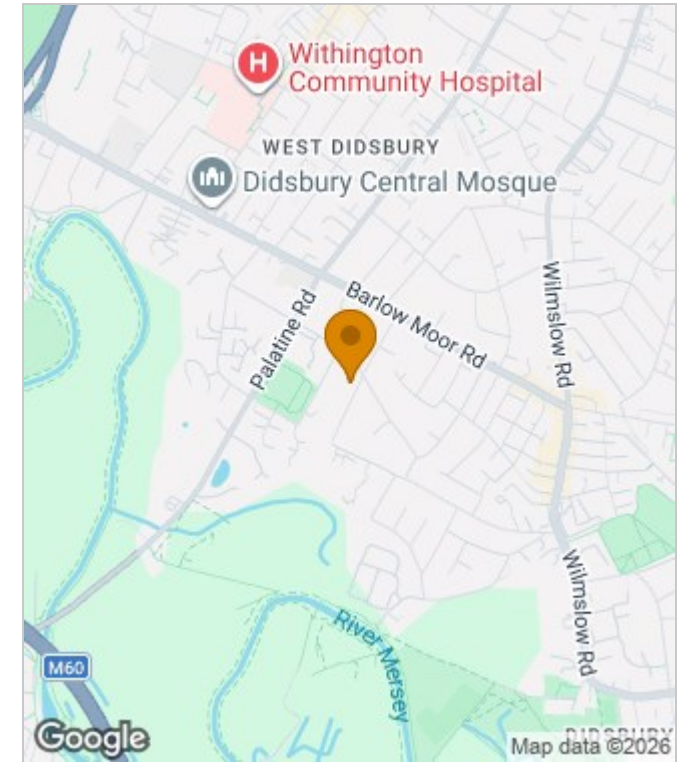 H
Withington
Community Hospital
WEST DIDSBURY
Didsbury Central Mosque
Palatine Rd
Barlow Moor Rd
Wilmslow Rd
Wilmslow Rd
River Mersey
M60
DIDSBURY
Google
Map data ©2026